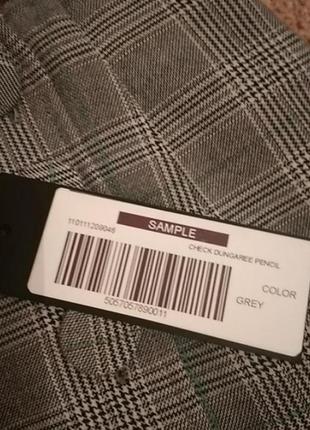 SAMPLE
110111209046
CHECK DUNGAREE PENCIL
COLOR
GREY
5057057890011